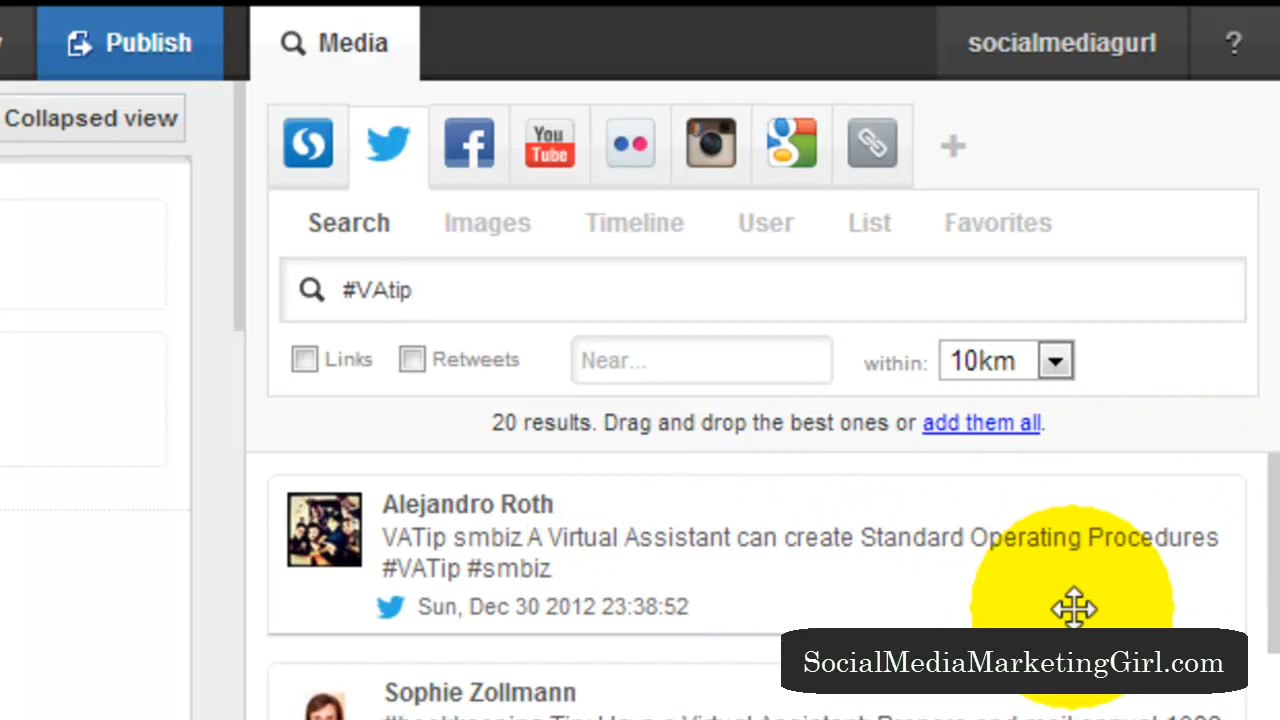 Publish
Media
socialmediagurl
?
Collapsed view
You
Tube
Search Images Timeline User List Favorites
#VAtip
Links Retweets Near... within: 10km
20 results. Drag and drop the best ones or add them all.
Alejandro Roth
VATip smbiz A Virtual Assistant can create Standard Operating Procedures
#VATip #smbiz
Sun, Dec 30 2012 23:38:52
SocialMediaMarketingGirl.com
Sophie Zollmann